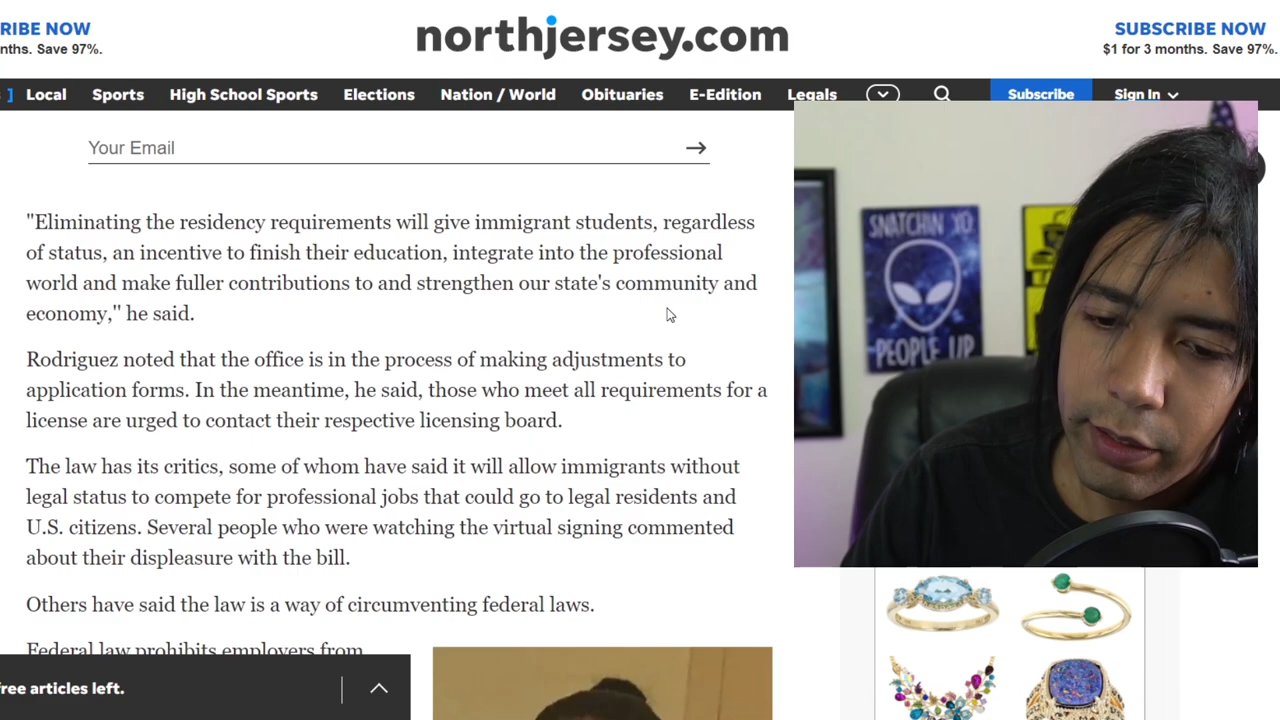 RIBE NOW
nths. Save 97%.
northjersey.com
SUBSCRIBE NOW
$1 for 3 months. Save 97%.
Local Sports High School Sports Elections Nation / World Obituaries E-Edition Legals Subscribe Sign In
Your Email
"Eliminating the residency requirements will give immigrant students, regardless
of status, an incentive to finish their education, integrate into the professional
world and make fuller contributions to and strengthen our state's community and
economy," he said.
Rodriguez noted that the office is in the process of making adjustments to
application forms. In the meantime, he said, those who meet all requirements for a
license are urged to contact their respective licensing board.
The law has its critics, some of whom have said it will allow immigrants without
legal status to compete for professional jobs that could go to legal residents and
U.S. citizens. Several people who were watching the virtual signing commented
about their displeasure with the bill.
Others have said the law is a way of circumventing federal laws.
Federal law prohibits employers from
ree articles left.
SNATCHIN YO
PEOPLE UP